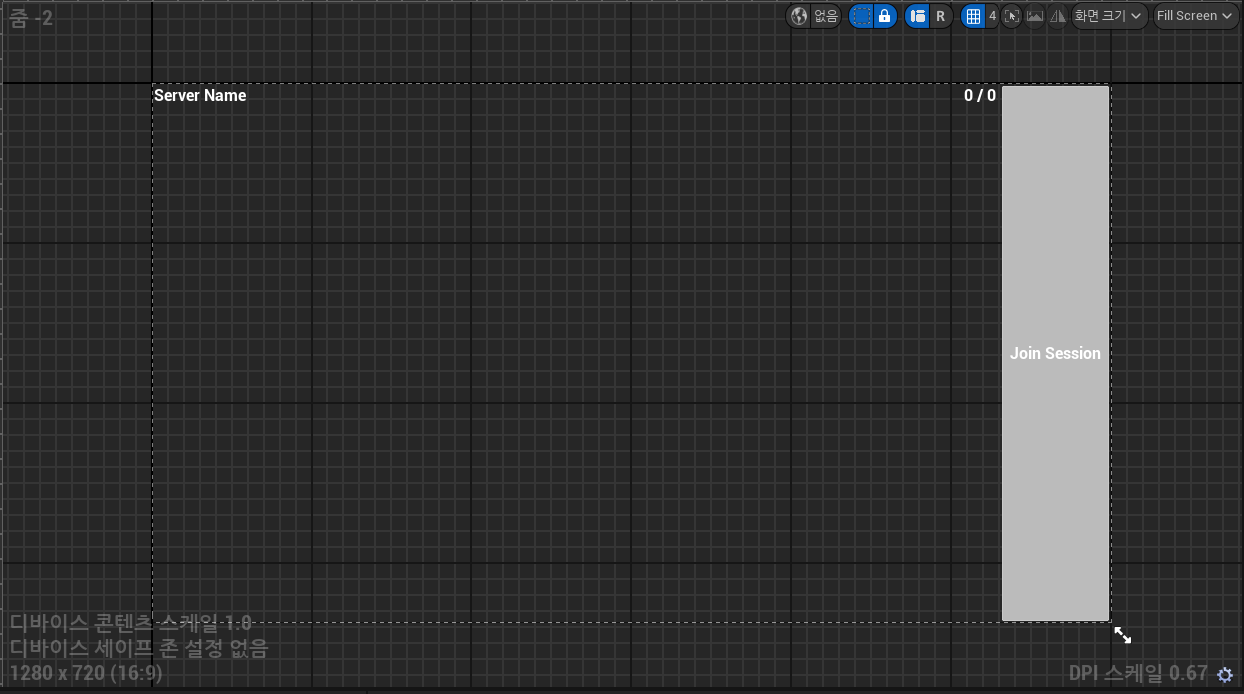 줌 -2
없음
R
4
화면 크기
Fill Screen
Server Name
0 / 0
Join Session
디바이스 콘텐츠 스케일 1.0
디바이스 세이프 존 설정 없음
1280 x 720 (16:9)
DPI 스케일 0.67